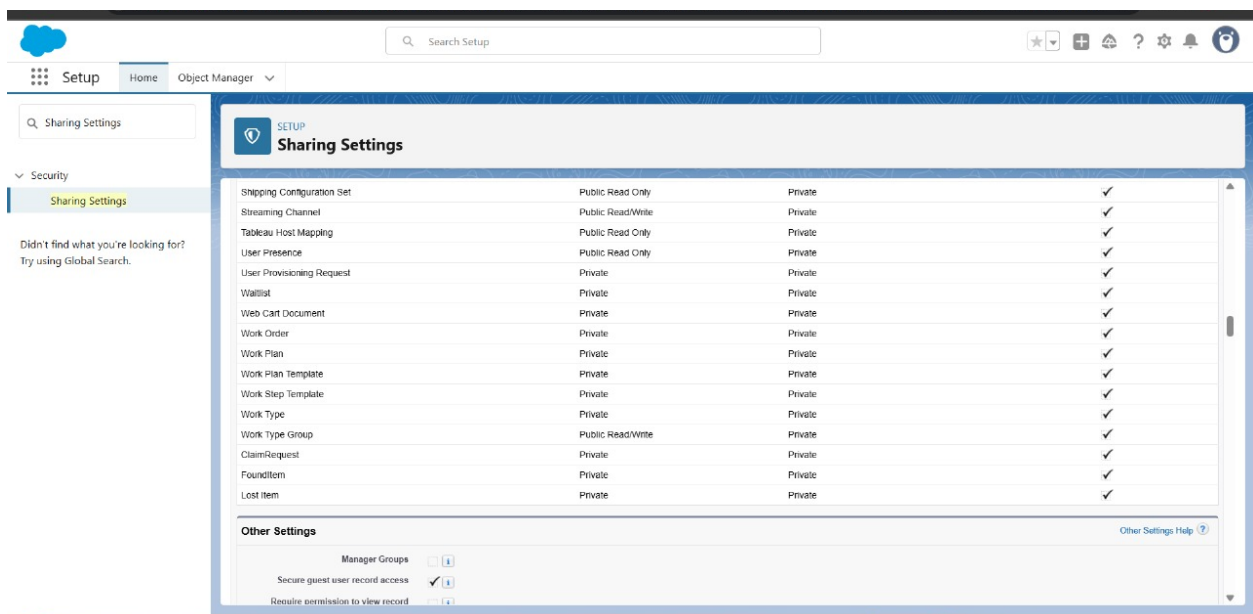 Search Setup
Setup Home Object Manager
Sharing Settings
Security
Sharing Settings
Didn't find what you're looking for?
Try using Global Search.
SETUP
Sharing Settings
Shipping Configuration Set Public Read Only Private
Streaming Channel Public Read/Write Private
Tableau Host Mapping Public Read Only Private
User Presence Public Read Only Private
User Provisioning Request Private Private
Waitlist Private Private
Web Cart Document Private Private
Work Order Private Private
Work Plan Private Private
Work Plan Template Private Private
Work Step Template Private Private
Work Type Private Private
Work Type Group Public Read/Write Private
ClaimRequest Private Private
FoundItem Private Private
Lost Item Private Private
Other Settings Other Settings Help ?
Manager Groups
Secure guest user record access
Require permission to view record